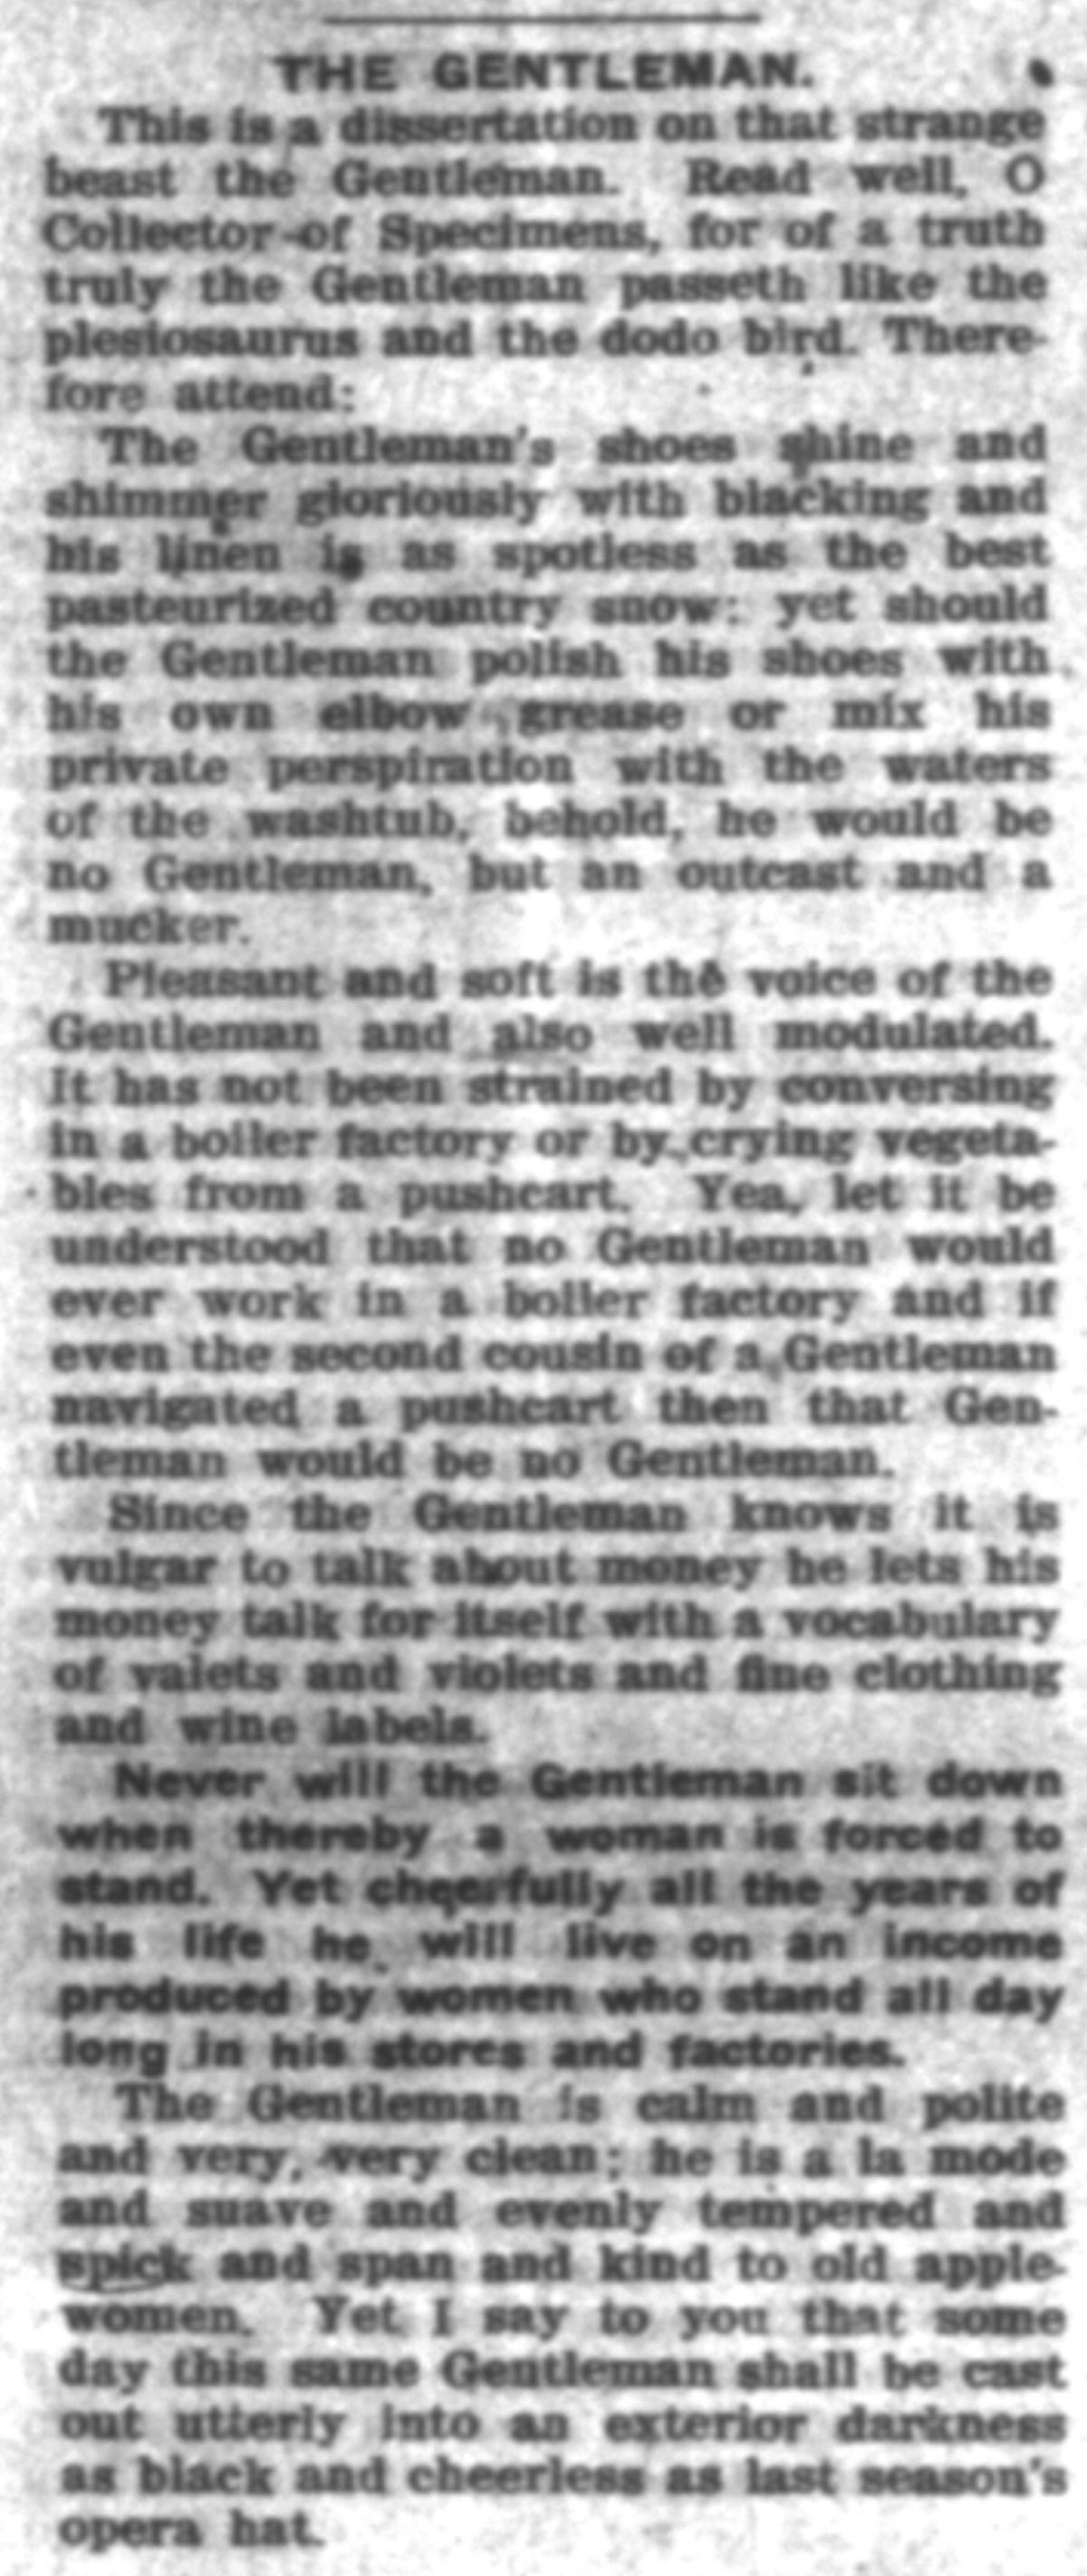 THE GENTLEMAN.
This is a dissertation on that strange
beast the Gentleman. Read well, O
Collector of Specimens, for of a truth
truly the Gentleman passeth like the
plesiosaurus and the dodo bird. There-
fore attend:
The Gentleman's shoes shine and
shimmer gloriously with blacking and
his linen is as spotless as the best
pasteurized country snow: yet should
the Gentleman polish his shoes with
his own elbow grease or mix his
private perspiration with the waters
of the washtub, behold, he would be
no Gentleman, but an outcast and a
mucker.
Pleasant and soft is the voice of the
Gentleman and also well modulated.
It has not been strained by conversing
in a boiler factory or by crying vegeta-
bles from a pushcart. Yea, let it be
understood that no Gentleman would
ever work in a boiler factory and if
even the second cousin of a Gentleman
navigated a pushcart then that Gen-
tleman would be no Gentleman.
Since the Gentleman knows it is
vulgar to talk about money he lets his
money talk for itself with a vocabulary
of valets and violets and fine clothing
and wine labels.
Never will the Gentleman sit down
when thereby a woman is forced to
stand. Yet cheerfully all the years of
his life he will live on an income
produced by women who stand all day
long in his stores and factories.
The Gentleman is calm and polite
and very, very clean; he is a la mode
and suave and evenly tempered and
spick and span and kind to old apple-
women. Yet I say to you that some
day this same Gentleman shall be cast
out utterly into an exterior darkness
as black and cheerless as last season's
opera hat.